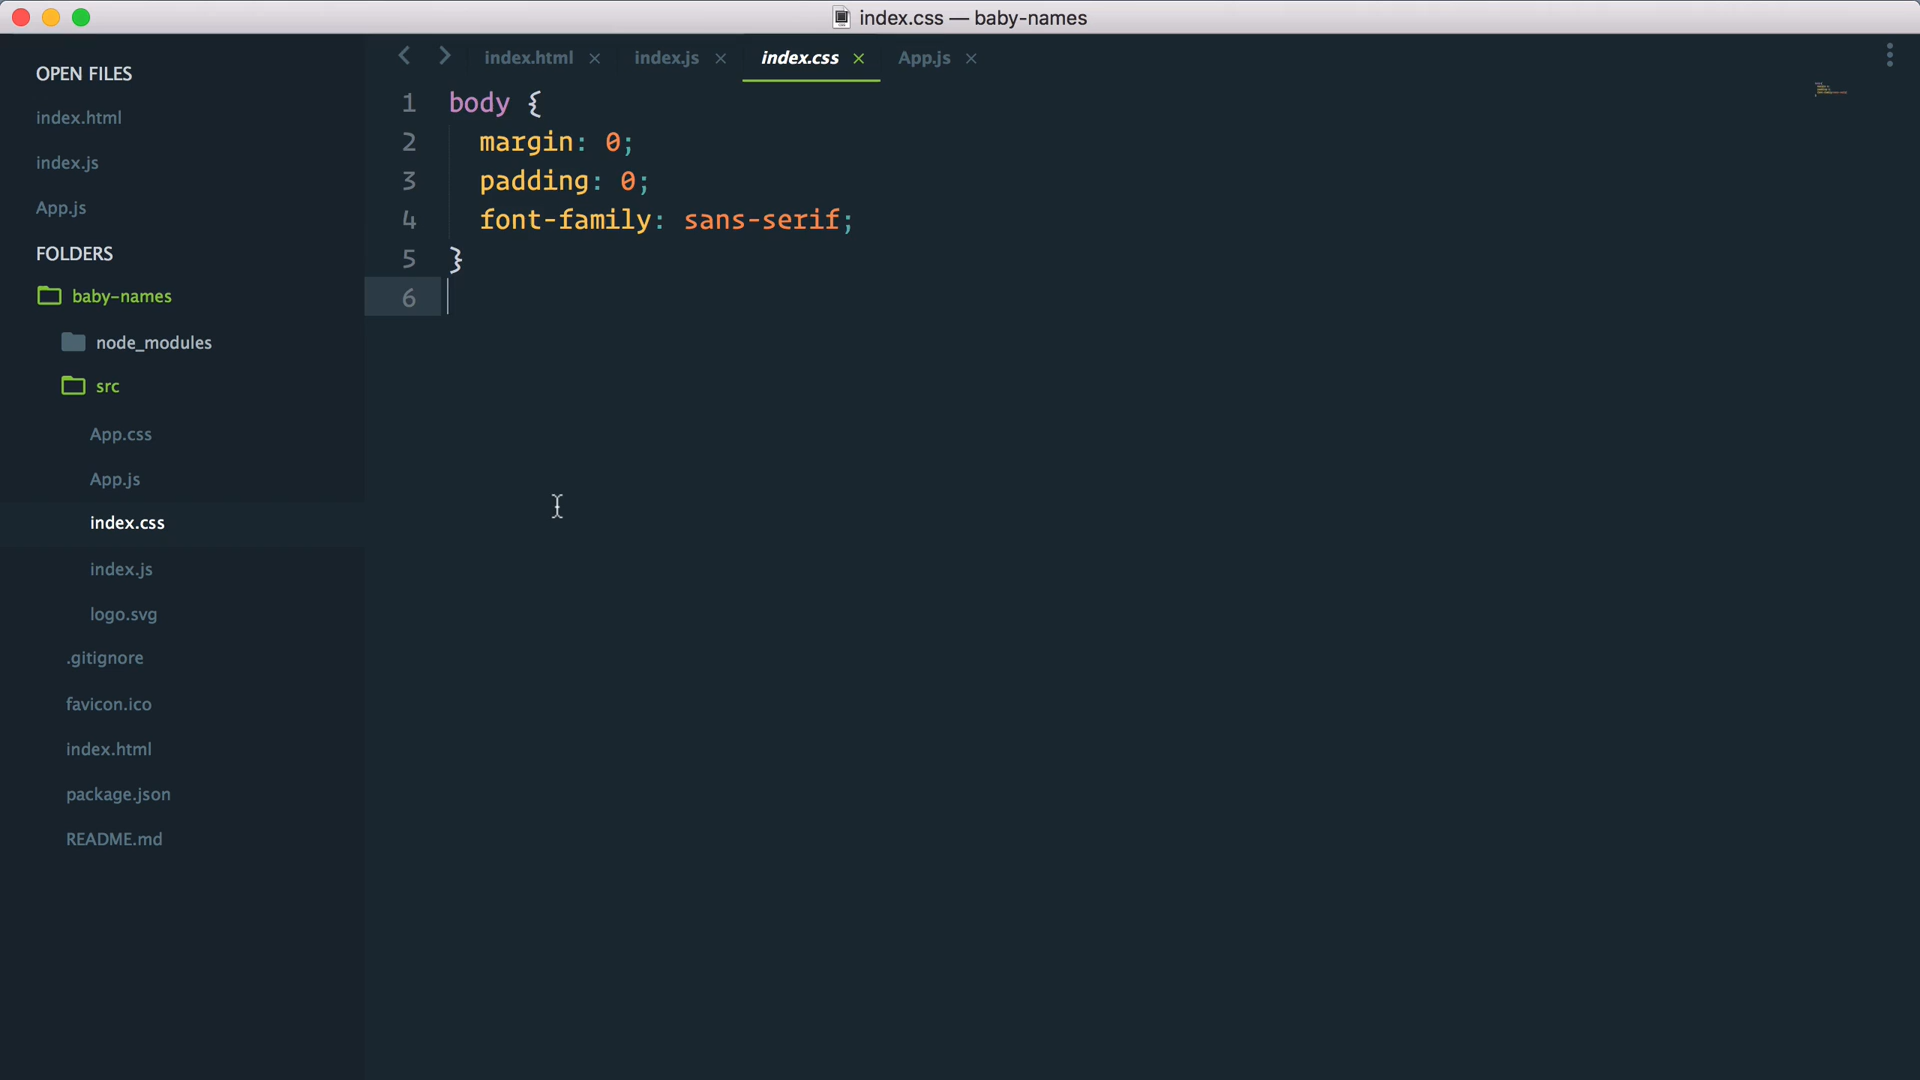 index.css — baby-names
OPEN FILES
index.html
index.js
App.js
FOLDERS
baby-names
node_modules
src
App.css
App.js
index.css
index.js
logo.svg
.gitignore
favicon.ico
index.html
package.json
README.md
index.html × index.js × index.css × App.js ×
1 body {
2 margin: 0;
3 padding: 0;
4 font-family: sans-serif;
5 }
6